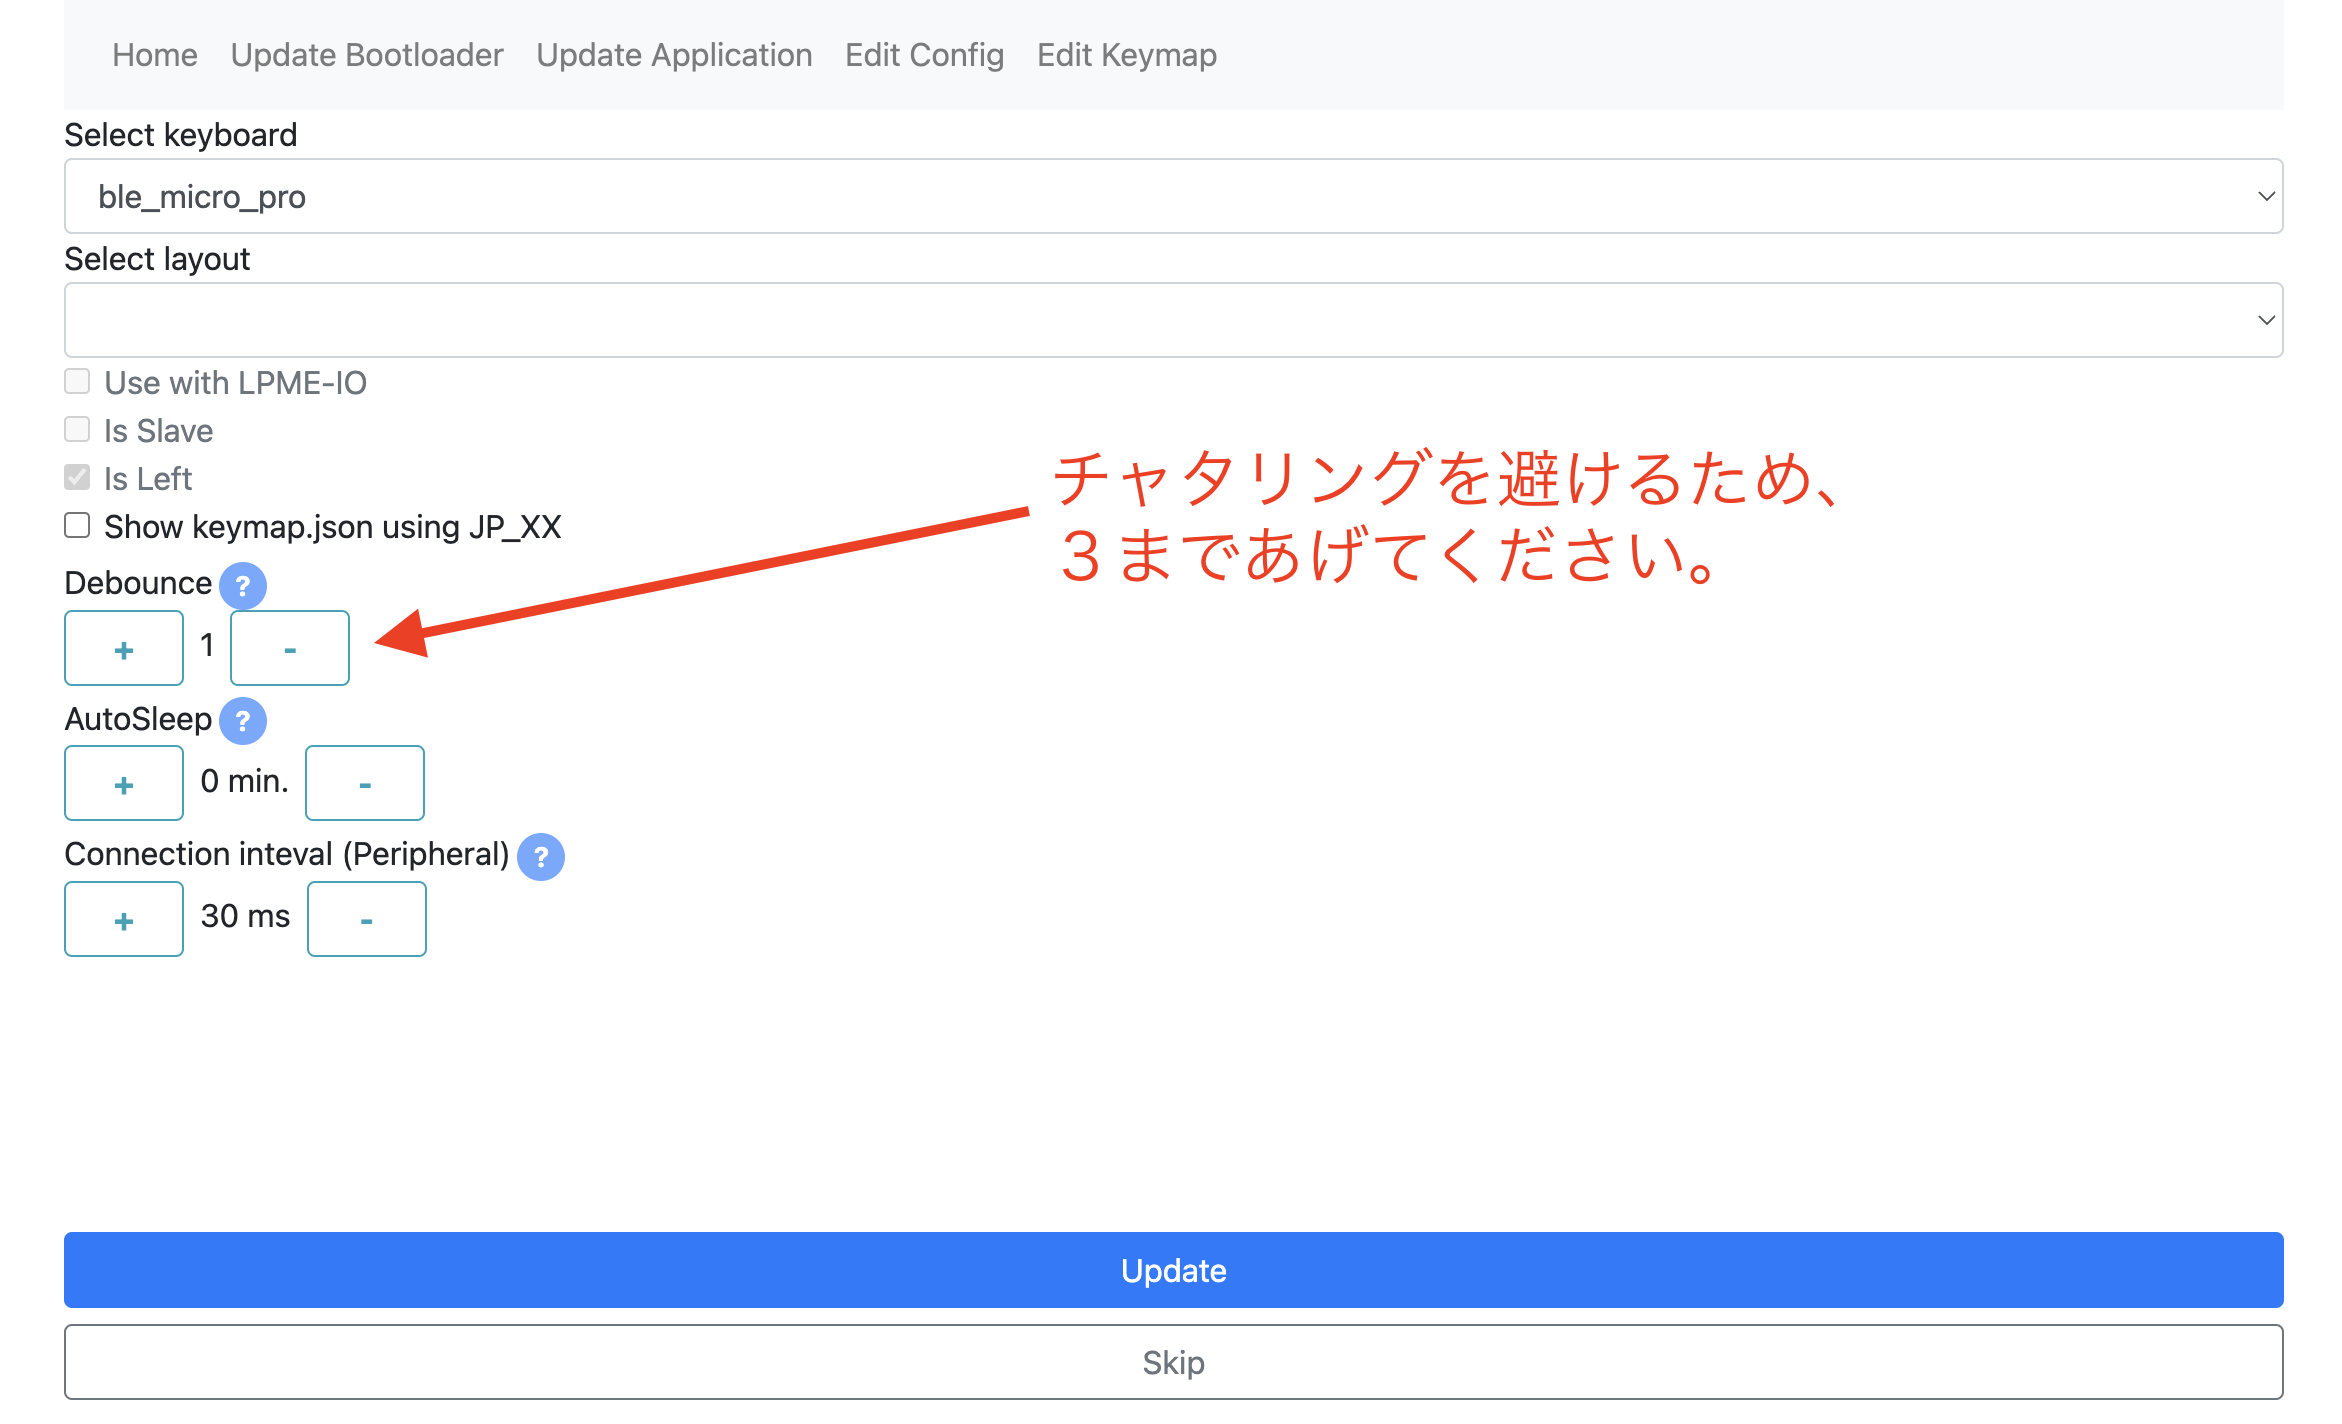 Home Update Bootloader Update Application Edit Config Edit Keymap
Select keyboard
ble_micro_pro
Select layout
Use with LPME-IO
Is Slave
Is Left
Show keymap.json using JP_XX
チャタリングを避けるため、
３まであげてください。
Debounce ?
+ 1 -
AutoSleep ?
+ 0 min. -
Connection inteval (Peripheral) ?
+ 30 ms -
Update
Skip